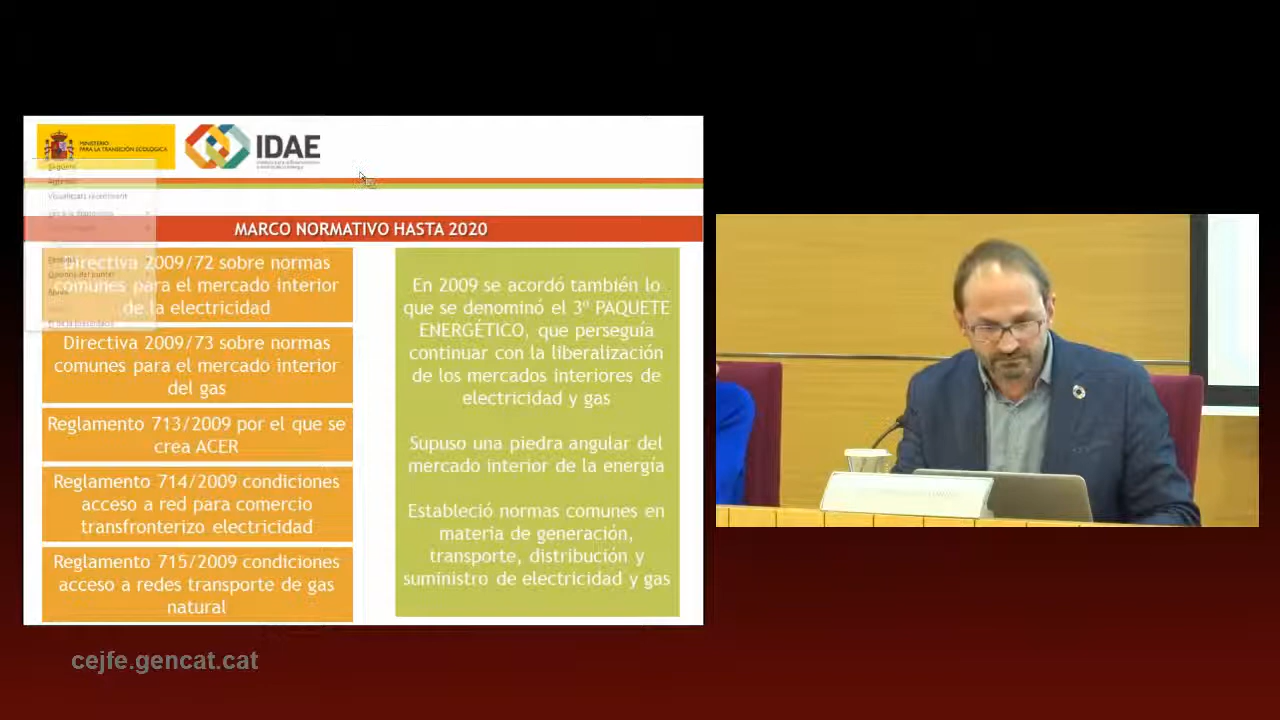 MINISTERIO
PARA LA TRANSICIÓN ECOLÓGICA
IDAE
MARCO NORMATIVO HASTA 2020
Directiva 2009/72 sobre normas
comunes para el mercado interior
de la electricidad
Directiva 2009/73 sobre normas
comunes para el mercado interior
del gas
Reglamento 713/2009 por el que se
crea ACER
Reglamento 714/2009 condiciones
acceso a red para comercio
transfronterizo electricidad
Reglamento 715/2009 condiciones
acceso a redes transporte de gas
natural
En 2009 se acordó también lo
que se denominó el 3º PAQUETE
ENERGÉTICO, que perseguía
continuar con la liberalización
de los mercados interiores de
electricidad y gas
Supuso una piedra angular del
mercado interior de la energía
Estableció normas comunes en
materia de generación,
transporte, distribución y
suministro de electricidad y gas
Visualitzats recentment
cejfe.gencat.cat